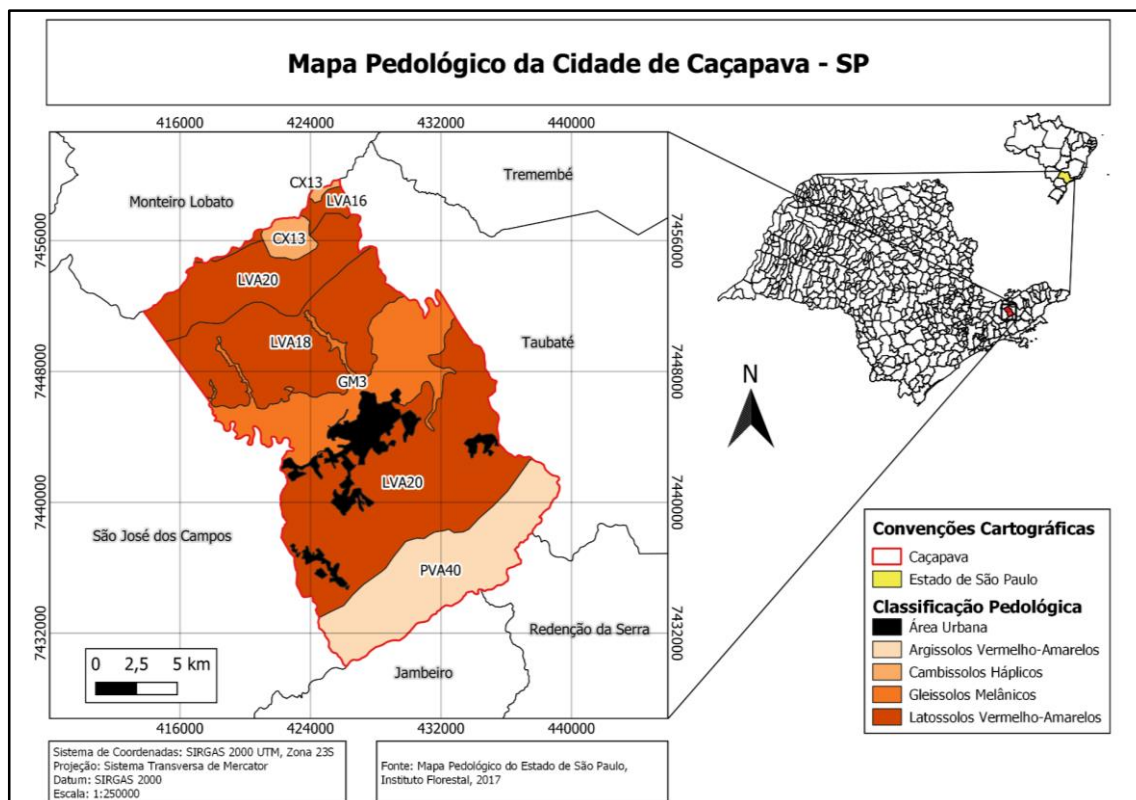 Mapa Pedológico da Cidade de Caçapava - SP
416000 424000 432000 440000
7456000
7448000
7440000
7432000
Monteiro Lobato
Tremembé
CX13
LVA16
CX13
LVA20
Taubaté
LVA18
GM3
LVA20
São José dos Campos
PVA40
Redenção da Serra
Jambeiro
0 2,5 5 km
7456000
7448000
7440000
7432000
416000 424000 432000 440000
N
Convenções Cartográficas
Caçapava
Estado de São Paulo
Classificação Pedológica
Área Urbana
Argissolos Vermelho-Amarelos
Cambissolos Háplicos
Gleissolos Melânicos
Latossolos Vermelho-Amarelos
Sistema de Coordenadas: SIRGAS 2000 UTM, Zona 23S
Projeção: Sistema Transversa de Mercator
Datum: SIRGAS 2000
Escala: 1:250000
Fonte: Mapa Pedológico do Estado de São Paulo,
Instituto Florestal, 2017